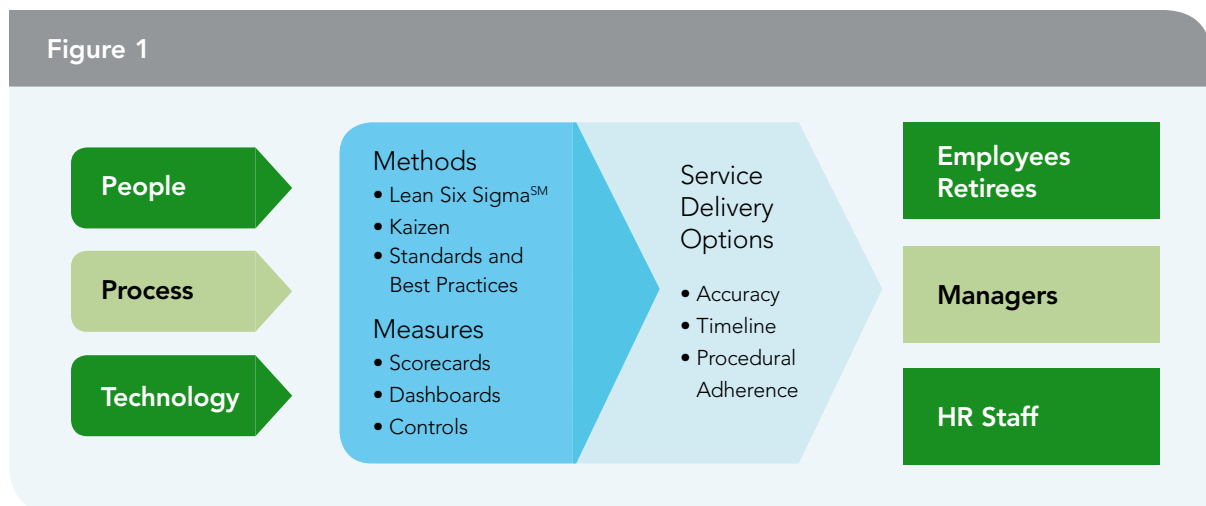 Figure 1
People
Process
Technology
Methods
• Lean Six Sigma℠
• Kaizen
• Standards and
Best Practices
Measures
• Scorecards
• Dashboards
• Controls
Service
Delivery
Options
• Accuracy
• Timeline
• Procedural
Adherence
Employees
Retirees
Managers
HR Staff